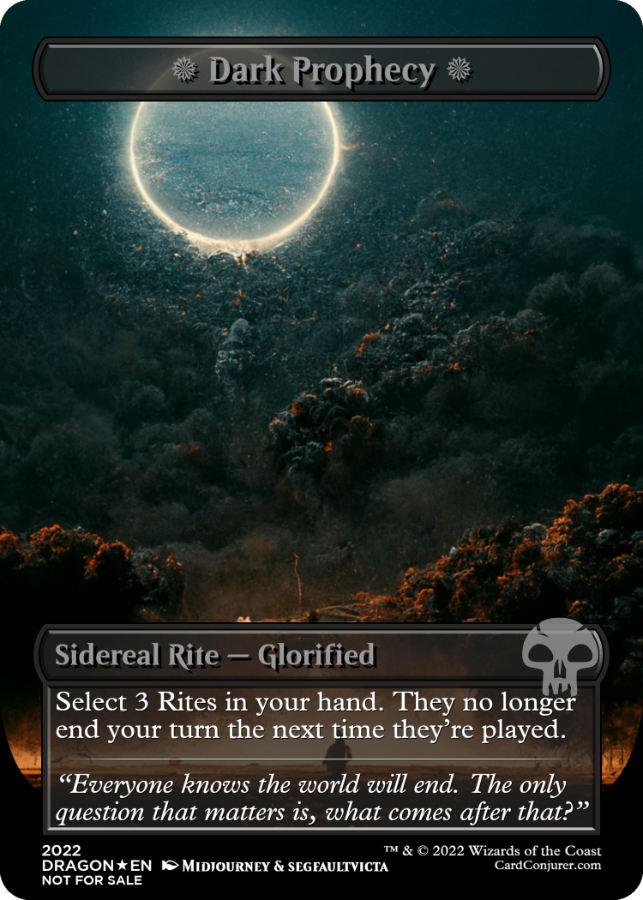 Dark Prophecy
Sidereal Rite — Glorified
Select 3 Rites in your hand. They no longer
end your turn the next time they’re played.
“Everyone knows the world will end. The only
question that matters is, what comes after that?”
2022
DRAGON★EN MIDJOURNEY & SEGFAULTVICTA
NOT FOR SALE
™ & © 2022 Wizards of the Coast
CardConjurer.com